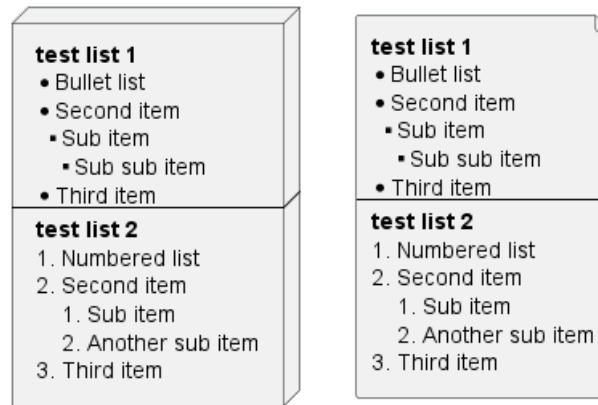 test list 1
• Bullet list
• Second item
▪ Sub item
▪ Sub sub item
• Third item
test list 2
1. Numbered list
2. Second item
1. Sub item
2. Another sub item
3. Third item
test list 1
• Bullet list
• Second item
▪ Sub item
▪ Sub sub item
• Third item
test list 2
1. Numbered list
2. Second item
1. Sub item
2. Another sub item
3. Third item